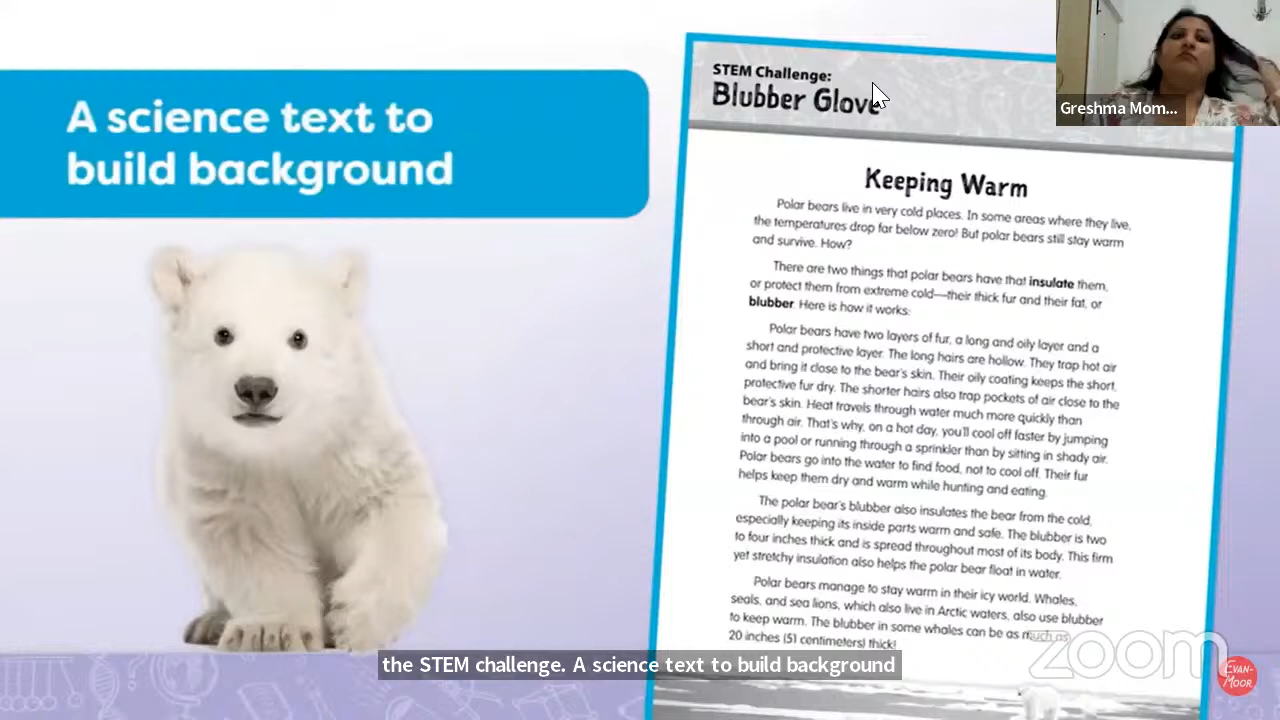 A science text to
build background
STEM Challenge:
Blubber Glove
Greshma Mom...
Keeping Warm
Polar bears live in very cold places. In some areas where they live,
the temperatures drop far below zero! But polar bears still stay warm
and survive. How?
There are two things that polar bears have that insulate them,
or protect them from extreme cold—their thick fur and their fat, or
blubber. Here is how it works:
Polar bears have two layers of fur, a long and oily layer and a
short and protective layer. The long hairs are hollow. They trap hot air
and bring it close to the bear's skin. Their oily coating keeps the short,
protective fur dry. The shorter hairs also trap pockets of air close to the
bear's skin. Heat travels through water much more quickly than
through air. That's why, on a hot day, you'll cool off faster by jumping
into a pool or running through a sprinkler than by sitting in shady air.
Polar bears go into the water to find food, not to cool off. Their fur
helps keep them dry and warm while hunting and eating.
The polar bear's blubber also insulates the bear from the cold,
especially keeping its inside parts warm and safe. The blubber is two
to four inches thick and is spread throughout most of its body. This firm
yet stretchy insulation also helps the polar bear float in water.
Polar bears manage to stay warm in their icy world. Whales,
seals, and sea lions, which also live in Arctic waters, also use blubber
to keep warm. The blubber in some whales can be as much as
20 inches (51 centimeters) thick!
zoom
EVAN-
MOOR
the STEM challenge. A science text to build background